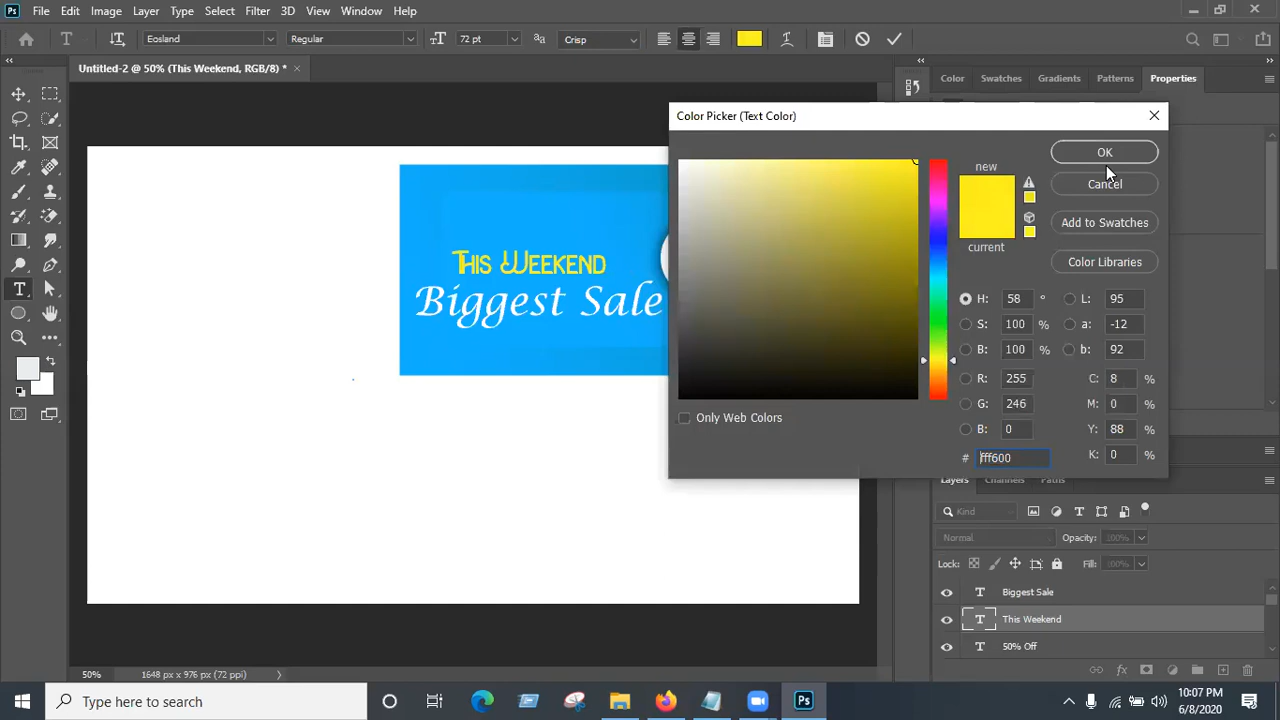 Ps File Edit Image Layer Type Select Filter 3D View Window Help
T Eosland Regular 72 pt Crisp
Untitled-2 @ 50% (This Weekend, RGB/8) * ×
Color Swatches Gradients Patterns Properties
Color Picker (Text Color)
OK
new
Cancel
Add to Swatches
current
Color Libraries
H: 58 ° L: 95
S: 100 % a: -12
B: 100 % b: 92
R: 255 C: 8 %
G: 246 M: 0 %
B: 0 Y: 88 %
# fff600 K: 0 %
Only Web Colors
This Weekend
Biggest Sale
Layers Channels Paths
Kind
Normal Opacity: 100%
Lock: Fill: 100%
T Biggest Sale
T This Weekend
T 50% Off
50% 1648 px x 976 px (72 ppi)
Type here to search
Ps
10:07 PM
6/8/2020